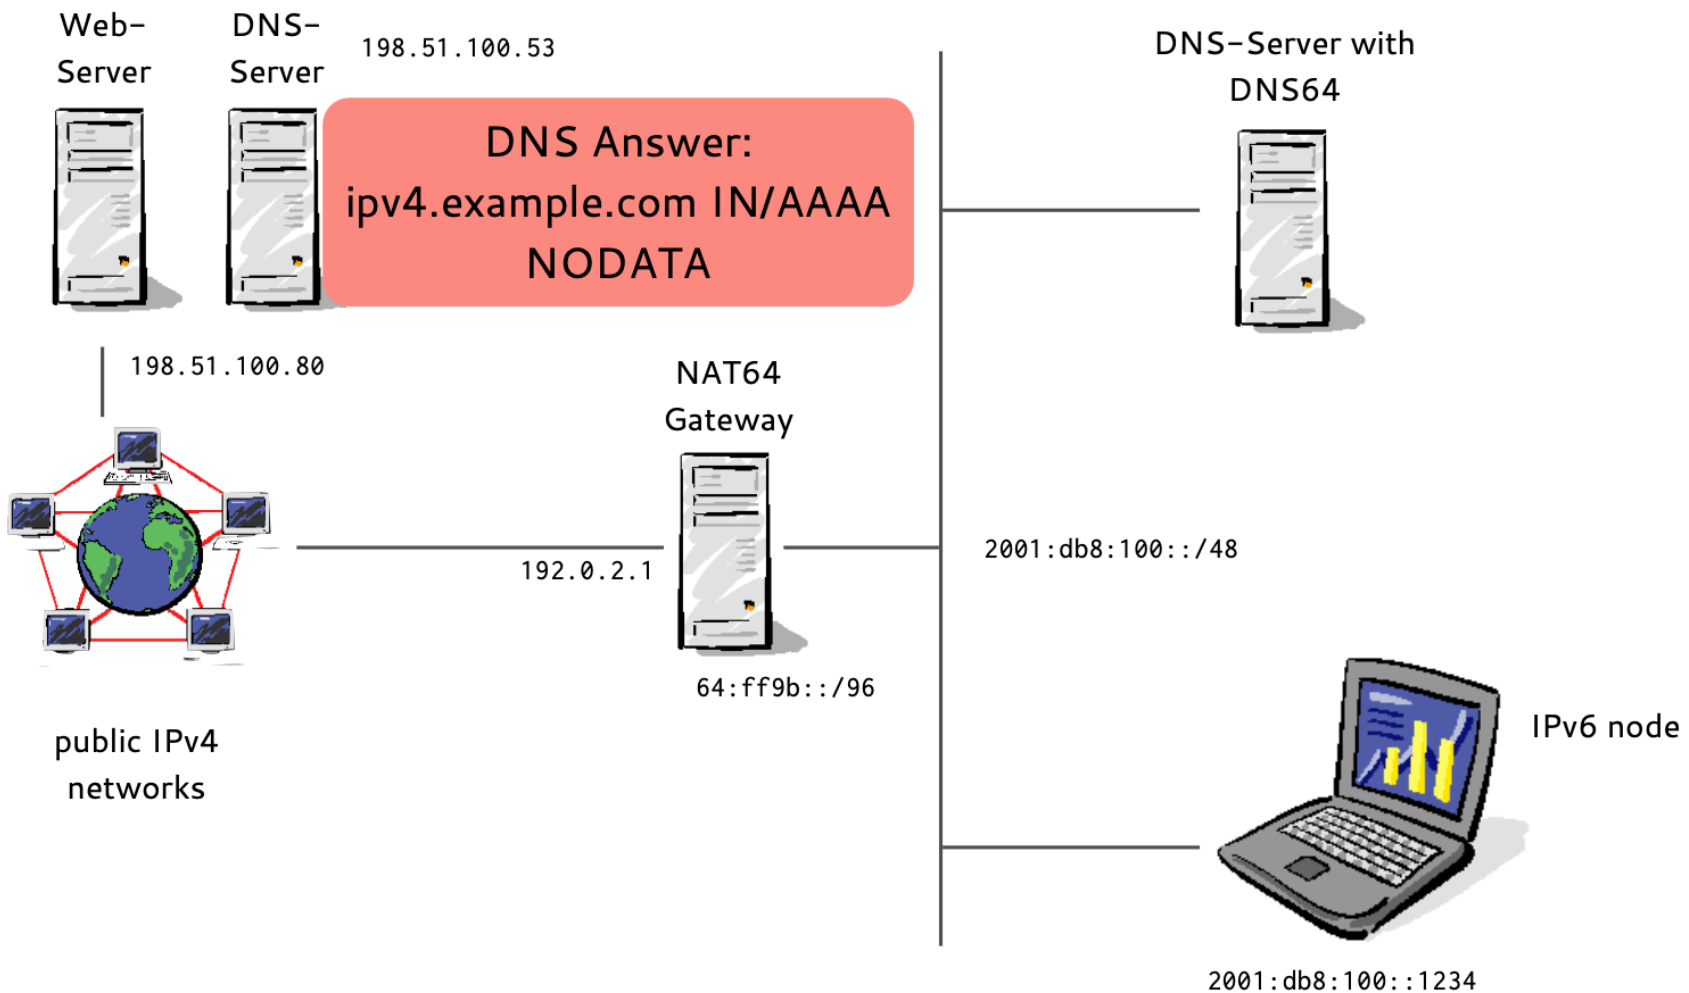 Web-
Server
DNS-
Server
198.51.100.53
DNS Answer:
ipv4.example.com IN/AAAA
NODATA
DNS-Server with
DNS64
198.51.100.80
NAT64
Gateway
192.0.2.1
2001:db8:100::/48
64:ff9b::/96
public IPv4
networks
IPv6 node
2001:db8:100::1234